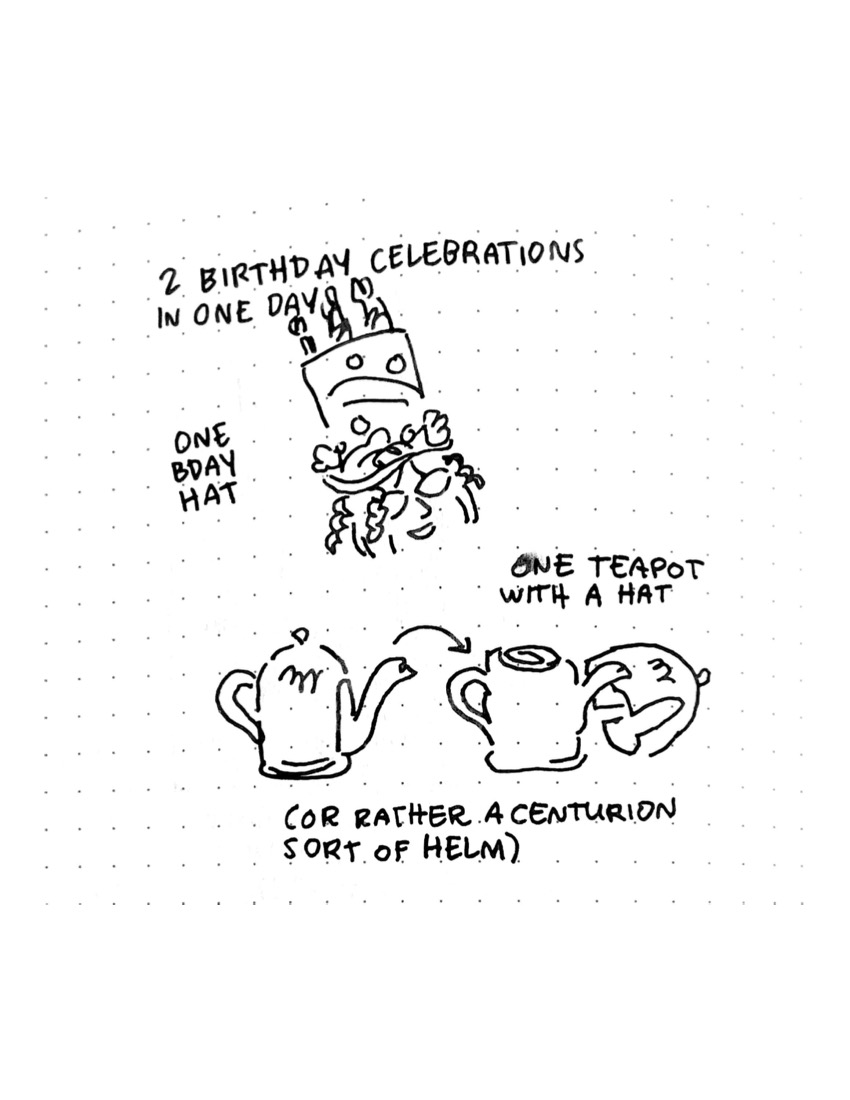 2 BIRTHDAY CELEBRATIONS
IN ONE DAY
ONE
BDAY
HAT
ONE TEAPOT
WITH A HAT
(OR RATHER A CENTURION
SORT OF HELM)